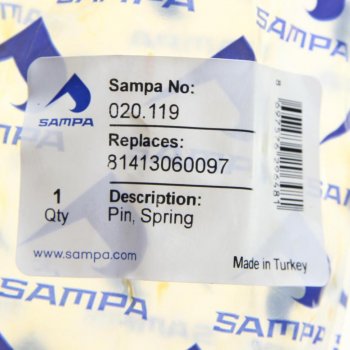 SAMPA
SAMPA
SAMPA
Sampa No:
020.119
Replaces:
81413060097
1
Qty
Description:
Pin, Spring
www.sampa.com
Made in Turkey
SAMPA
SAMPA